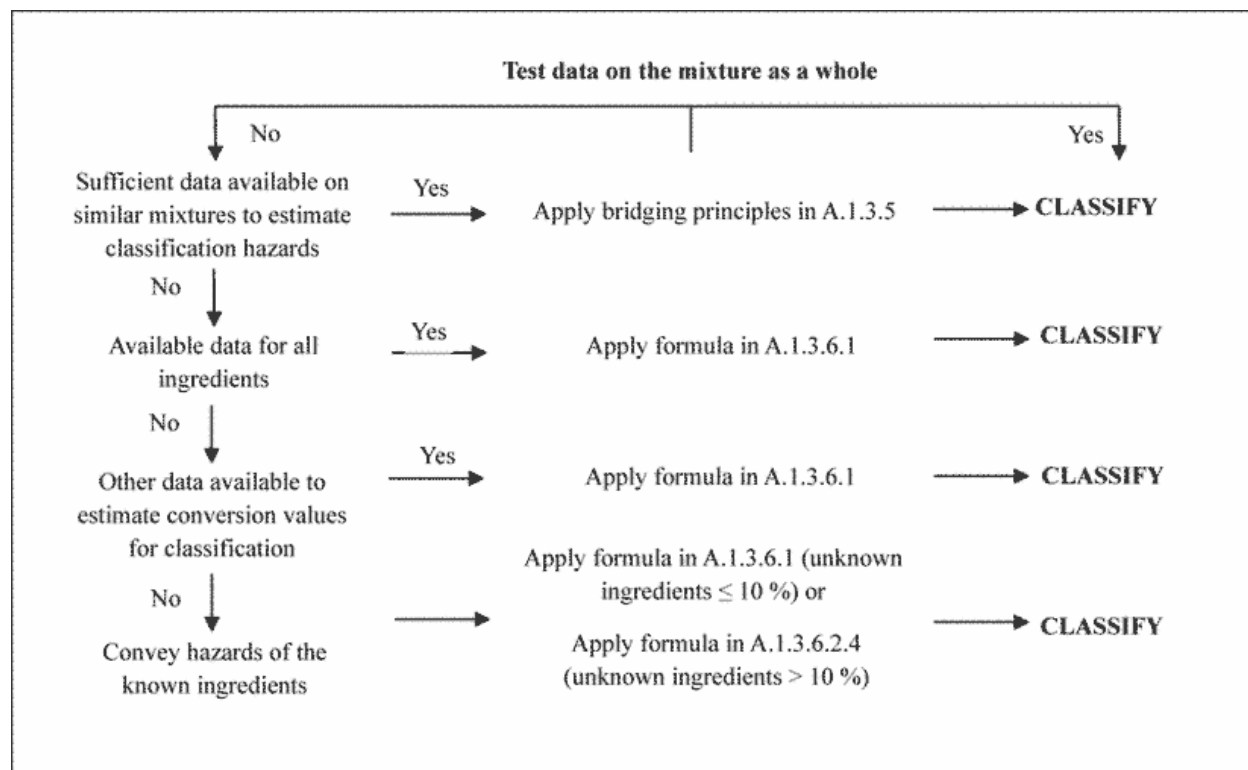 Test data on the mixture as a whole
No
Yes
Sufficient data available on
similar mixtures to estimate
classification hazards
Yes
Apply bridging principles in A.1.3.5
CLASSIFY
No
Available data for all
ingredients
Yes
Apply formula in A.1.3.6.1
CLASSIFY
No
Other data available to
estimate conversion values
for classification
Yes
Apply formula in A.1.3.6.1
CLASSIFY
No
Convey hazards of the
known ingredients
Apply formula in A.1.3.6.1 (unknown
ingredients ≤ 10 %) or
Apply formula in A.1.3.6.2.4
(unknown ingredients > 10 %)
CLASSIFY